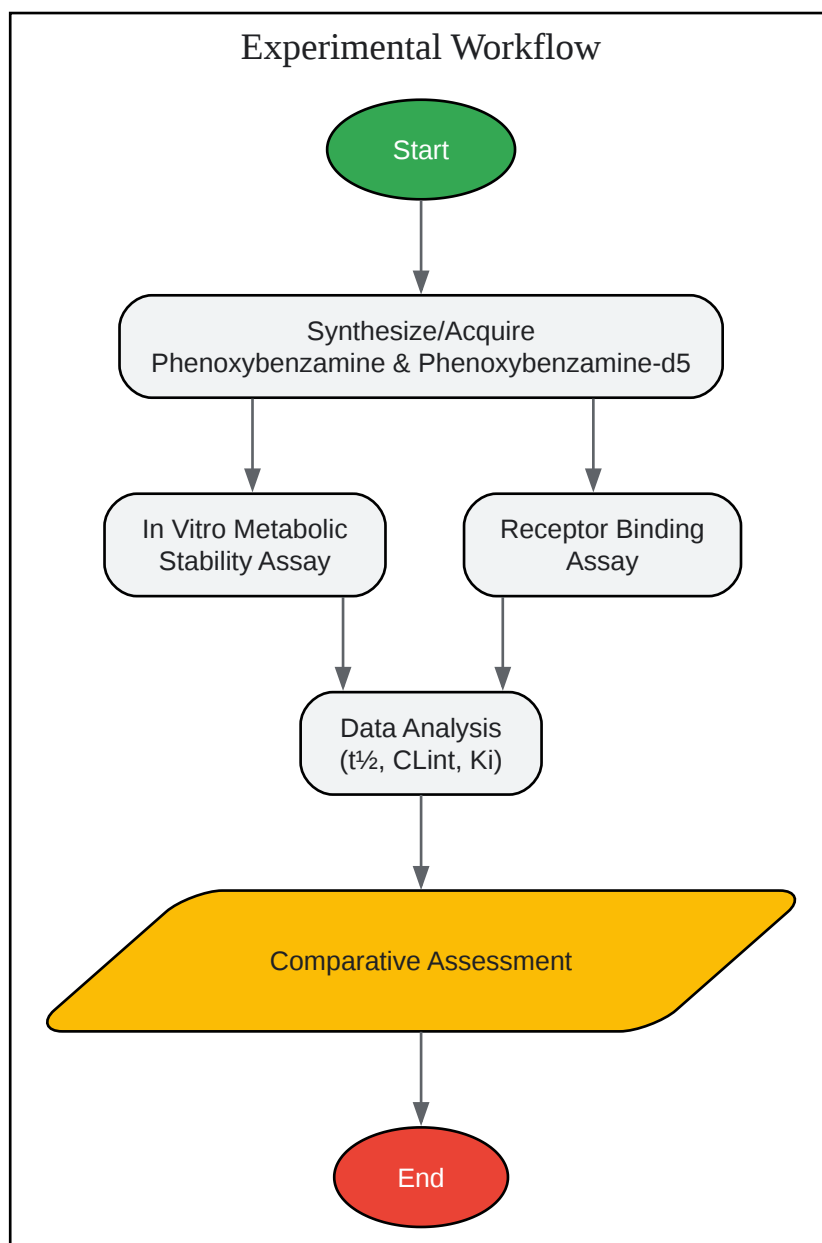 Experimental Workflow
Start
Synthesize/Acquire
Phenoxybenzamine & Phenoxybenzamine-d5
In Vitro Metabolic
Stability Assay
Receptor Binding
Assay
Data Analysis
(t½, CLint, Ki)
Comparative Assessment
End